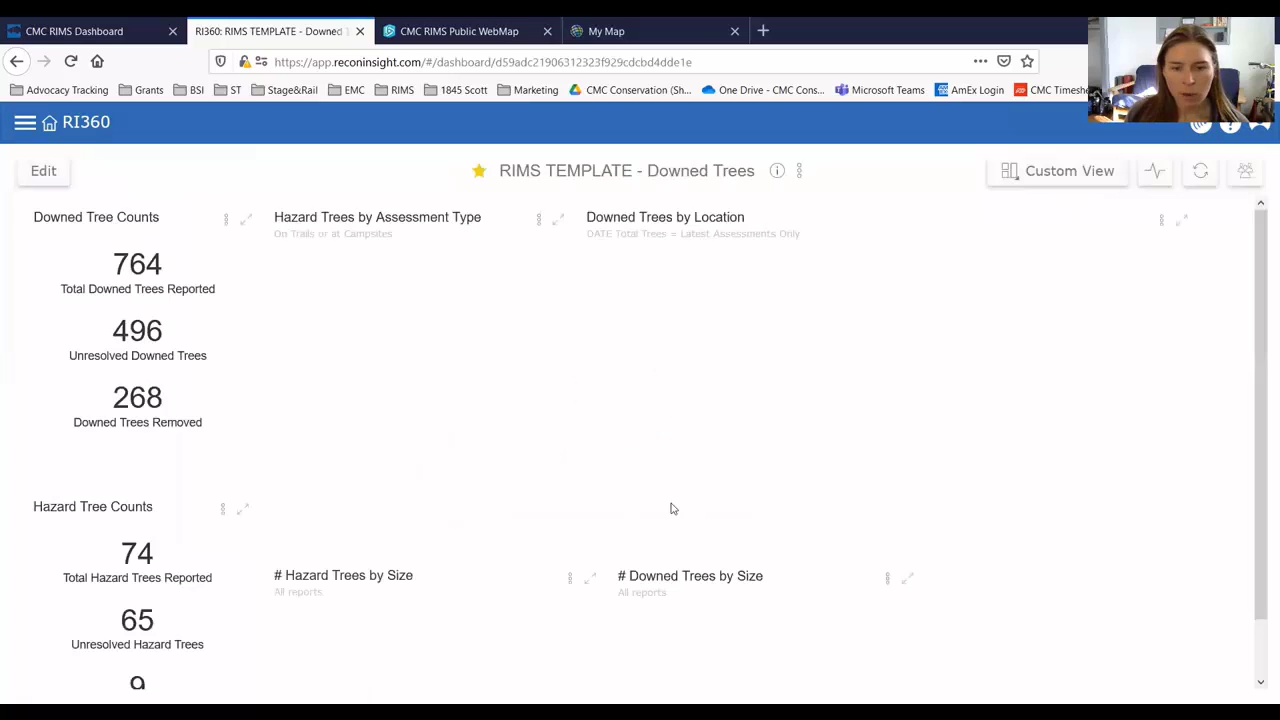 CMC RIMS Dashboard
RI360: RIMS TEMPLATE - Downed
CMC RIMS Public WebMap
My Map
https://app.reconinsight.com/#/dashboard/d59adc21906312323f929cdcbd4dde1e
Advocacy Tracking
Grants
BSI
ST
Stage&Rail
EMC
RIMS
1845 Scott
Marketing
CMC Conservation (Sh...
One Drive - CMC Cons...
Microsoft Teams
AmEx Login
CMC Timeshe
RI360
Edit
RIMS TEMPLATE - Downed Trees
Custom View
Downed Tree Counts
Hazard Trees by Assessment Type
Downed Trees by Location
On Trails or at Campsites
DATE Total Trees = Latest Assessments Only
764
Total Downed Trees Reported
496
Unresolved Downed Trees
268
Downed Trees Removed
Hazard Tree Counts
74
Total Hazard Trees Reported
# Hazard Trees by Size
# Downed Trees by Size
All reports
All reports
65
Unresolved Hazard Trees
9